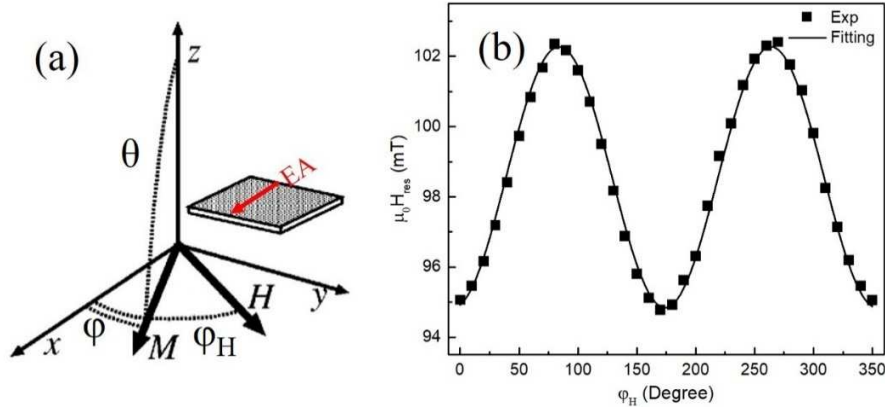 (a)
z
θ
EA
H
y
x
φ
M
φH
(b)
Exp
Fitting
μ0Hres (mT)
102
100
98
96
94
0
50
100
150
200
250
300
350
φH (Degree)